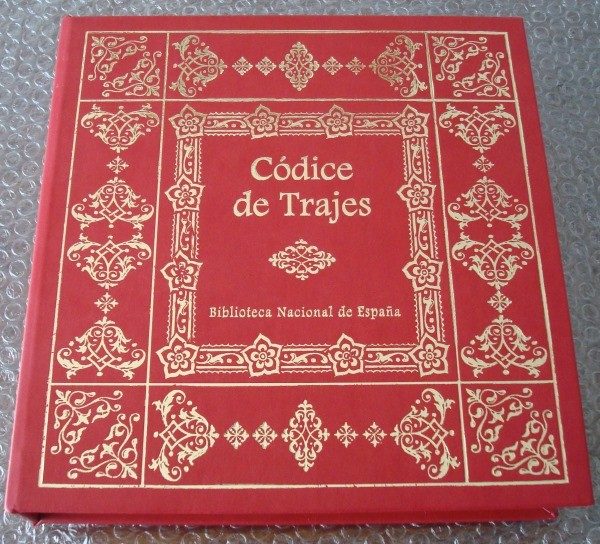 Códice
de Trajes
Biblioteca Nacional de España